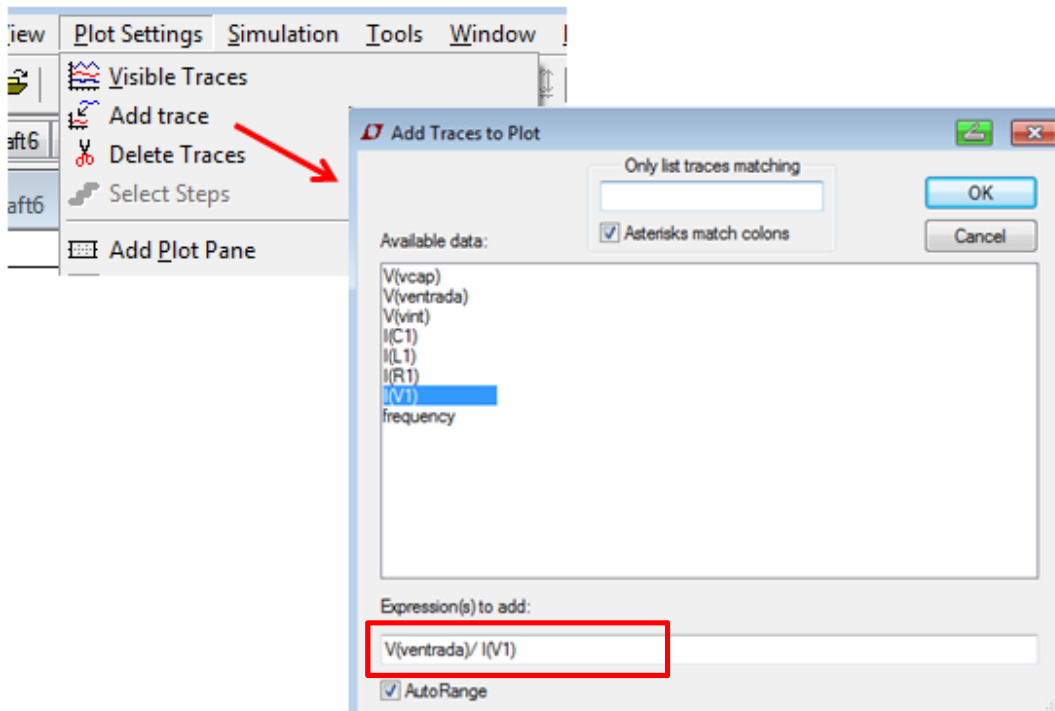 iew Plot Settings Simulation Tools Window
Visible Traces
Add trace
aft6
Delete Traces
aft6
Select Steps
Add Plot Pane
Add Traces to Plot
Only list traces matching
OK
Asterisks match colons
Cancel
Available data:
V(vcap)
V(ventrada)
V(vint)
I(C1)
I(L1)
I(R1)
I(V1)
frequency
Expression(s) to add:
V(ventrada)/ I(V1)
AutoRange